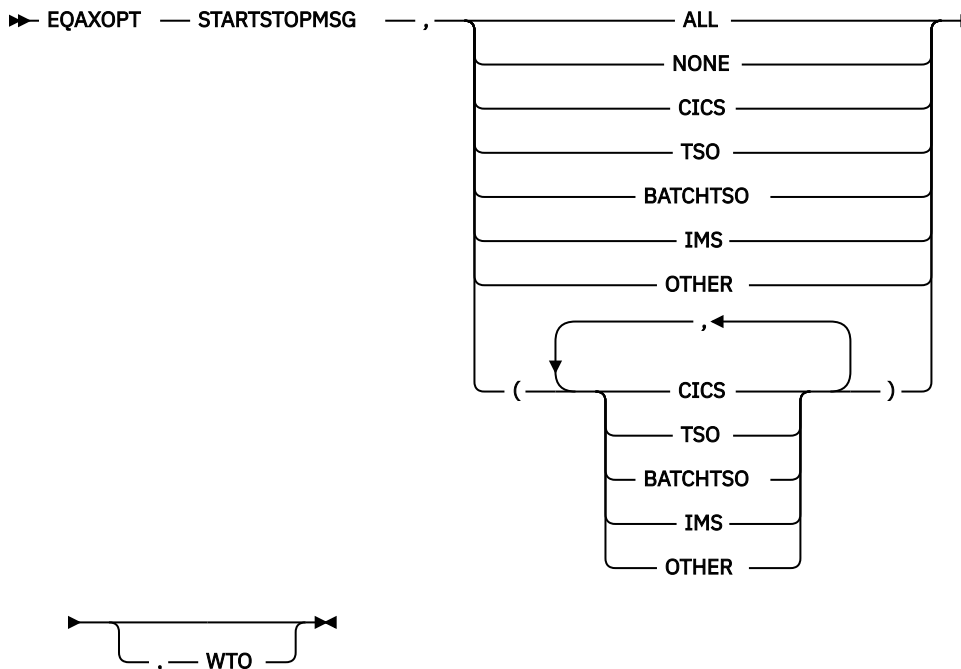 EQAXOPT STARTSTOPMSG , ALL
NONE
CICS
TSO
BATCHTSO
IMS
OTHER
,
( CICS )
TSO
BATCHTSO
IMS
OTHER
, WTO